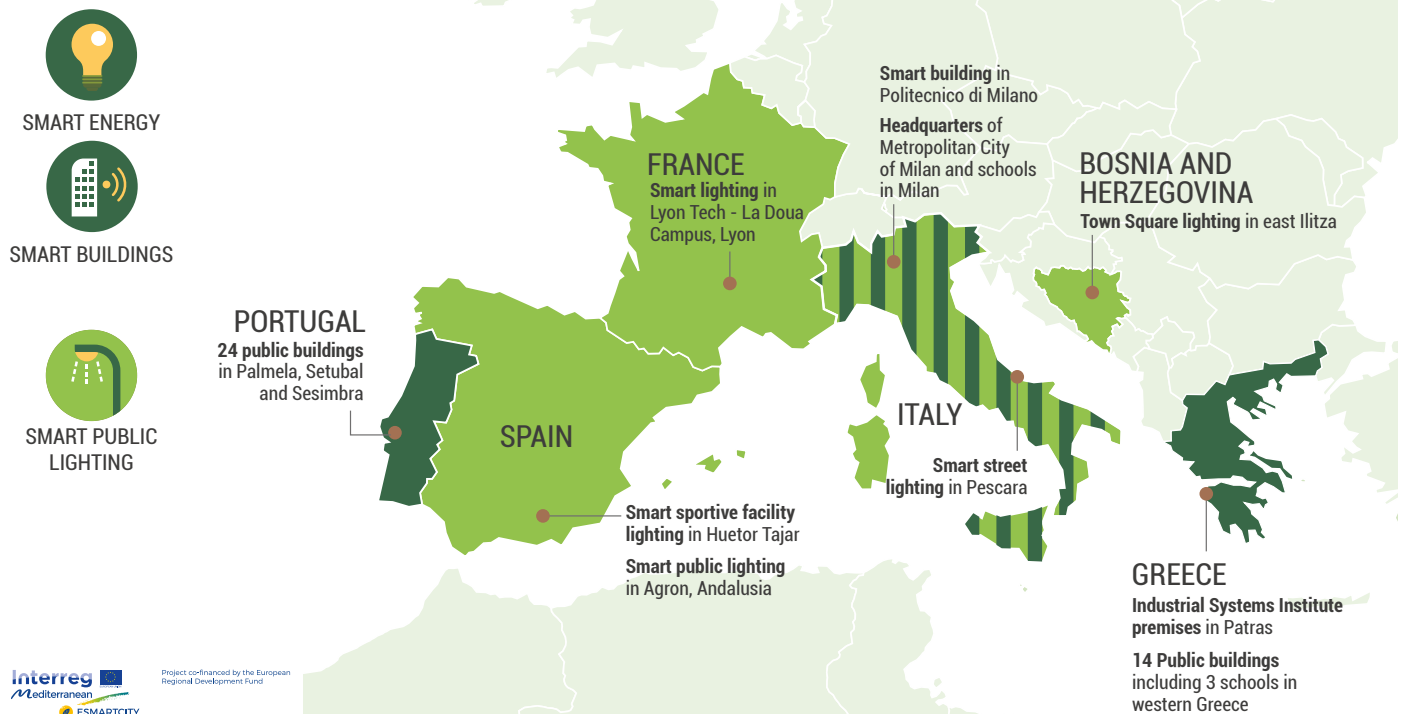 SMART ENERGY
SMART BUILDINGS
SMART PUBLIC
LIGHTING
PORTUGAL
24 public buildings
in Palmela, Setubal
and Sesimbra
SPAIN
Smart sportive facility
lighting in Huetor Tajar
Smart public lighting
in Agron, Andalusia
FRANCE
Smart lighting in
Lyon Tech - La Doua
Campus, Lyon
Smart building in
Politecnico di Milano
Headquarters of
Metropolitan City
of Milan and schools
in Milan
ITALY
Smart street
lighting in Pescara
BOSNIA AND
HERZEGOVINA
Town Square lighting in east Ilitza
GREECE
Industrial Systems Institute
premises in Patras
14 Public buildings
including 3 schools in
western Greece
Interreg
Mediterranean
ESMARTCITY
Project co-financed by the European
Regional Development Fund